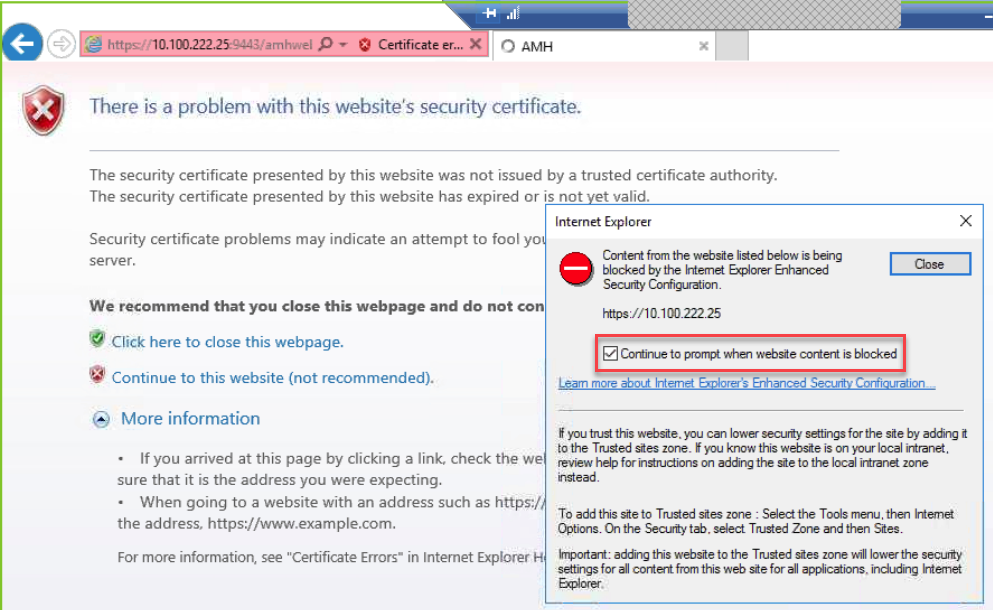 https://10.100.222.25:9443/amhwel
Certificate er...
AMH
There is a problem with this website's security certificate.
The security certificate presented by this website was not issued by a trusted certificate authority.
The security certificate presented by this website has expired or is not yet valid.
Security certificate problems may indicate an attempt to fool you
server.
We recommend that you close this webpage and do not con
Click here to close this webpage.
Continue to this website (not recommended).
More information
• If you arrived at this page by clicking a link, check the we
sure that it is the address you were expecting.
• When going to a website with an address such as https://
the address, https://www.example.com.
For more information, see "Certificate Errors" in Internet Explorer H
Internet Explorer
Content from the website listed below is being
blocked by the Internet Explorer Enhanced
Security Configuration.
Close
https://10.100.222.25
Continue to prompt when website content is blocked
Learn more about Internet Explorer's Enhanced Security Configuration...
If you trust this website, you can lower security settings for the site by adding it
to the Trusted sites zone. If you know this website is on your local intranet,
review help for instructions on adding the site to the local intranet zone
instead.
To add this site to Trusted sites zone : Select the Tools menu, then Internet
Options. On the Security tab, select Trusted Zone and then Sites.
Important: adding this website to the Trusted sites zone will lower the security
settings for all content from this web site for all applications, including Internet
Explorer.